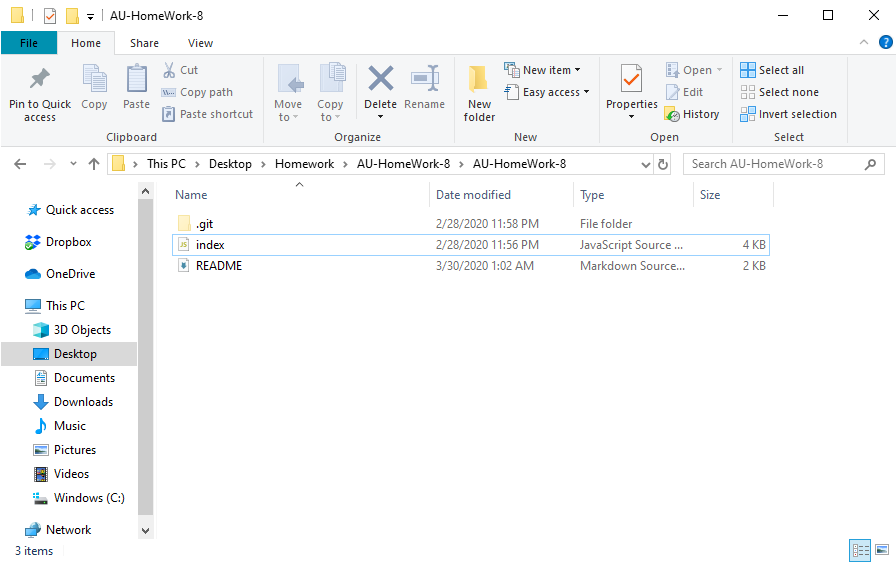 AU-HomeWork-8
File Home Share View
Pin to Quick access
Copy
Paste
Cut
Copy path
Paste shortcut
Clipboard
Move to
Copy to
Delete
Rename
Organize
New folder
New item
Easy access
New
Properties
Open
Edit
History
Open
Select all
Select none
Invert selection
Select
This PC > Desktop > Homework > AU-HomeWork-8 > AU-HomeWork-8
Search AU-HomeWork-8
Name Date modified Type Size
.git 2/28/2020 11:58 PM File folder
index 2/28/2020 11:56 PM JavaScript Source ... 4 KB
README 3/30/2020 1:02 AM Markdown Source... 2 KB
Quick access
Dropbox
OneDrive
This PC
3D Objects
Desktop
Documents
Downloads
Music
Pictures
Videos
Windows (C:)
Network
3 items